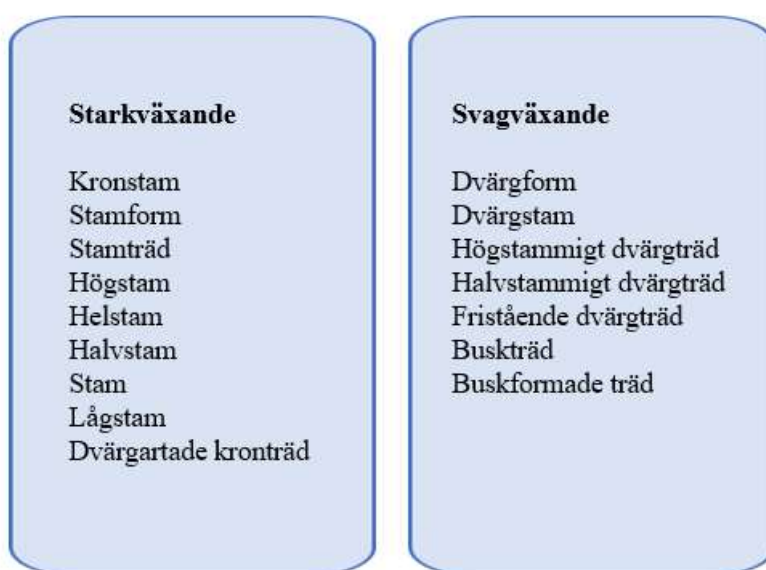 Starkväxande
Kronstam
Stamform
Stamträd
Högstam
Helstam
Halvstam
Stam
Lågstam
Dvärgartade kronträd
Svagväxande
Dvärgform
Dvärgstam
Högstammigt dvärgträd
Halvstammigt dvärgträd
Fristående dvärgträd
Buskträd
Buskformade träd